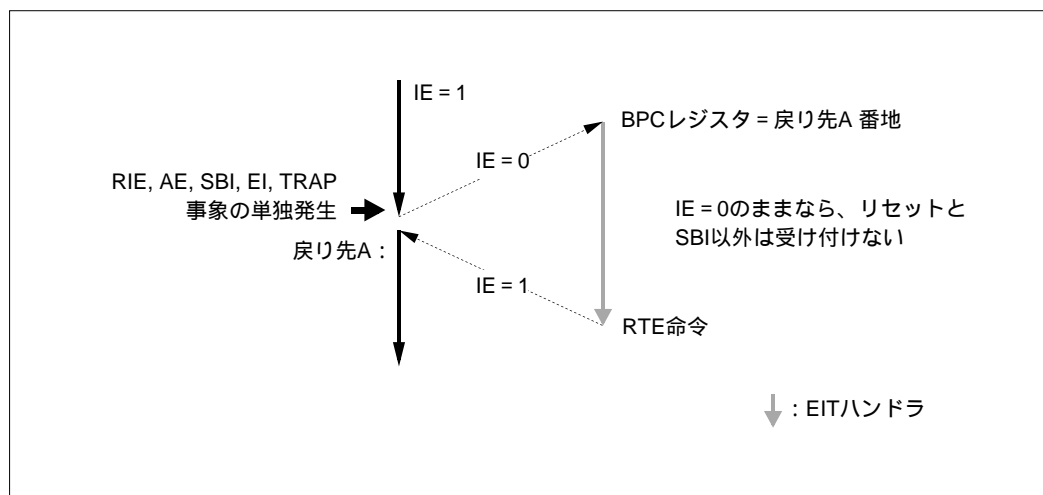 IE = 1
BPCレジスタ = 戻り先A 番地
IE = 0
RIE, AE, SBI, EI, TRAP
事象の単独発生
IE = 0のままなら、リセットと
SBI以外は受け付けない
戻り先A：
IE = 1
RTE命令
：EITハンドラ